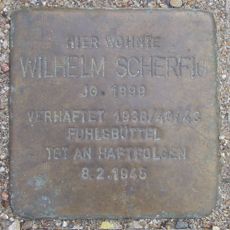 HIER WOHNTE
WILHELM SCHERFIG
JG. 1899
VERHAFTET 1938/40/43
FUHLSBÜTTEL
TOT AN HAFTFOLGEN
8.2.1945